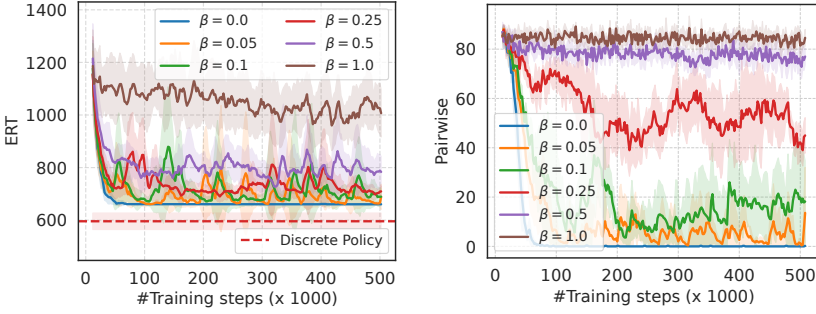 1400
1200
1000
800
600
ERT
β = 0.0
β = 0.05
β = 0.1
β = 0.25
β = 0.5
β = 1.0
Discrete Policy
0
100
200
300
400
500
#Training steps (x 1000)
80
60
40
20
0
Pairwise
β = 0.0
β = 0.05
β = 0.1
β = 0.25
β = 0.5
β = 1.0
0
100
200
300
400
500
#Training steps (x 1000)